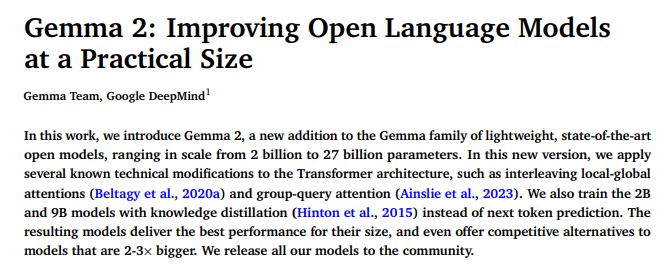 Gemma 2: Improving Open Language Models
at a Practical Size
Gemma Team, Google DeepMind1
In this work, we introduce Gemma 2, a new addition to the Gemma family of lightweight, state-of-the-art
open models, ranging in scale from 2 billion to 27 billion parameters. In this new version, we apply
several known technical modifications to the Transformer architecture, such as interleaving local-global
attentions (Beltagy et al., 2020a) and group-query attention (Ainslie et al., 2023). We also train the 2B
and 9B models with knowledge distillation (Hinton et al., 2015) instead of next token prediction. The
resulting models deliver the best performance for their size, and even offer competitive alternatives to
models that are 2-3× bigger. We release all our models to the community.